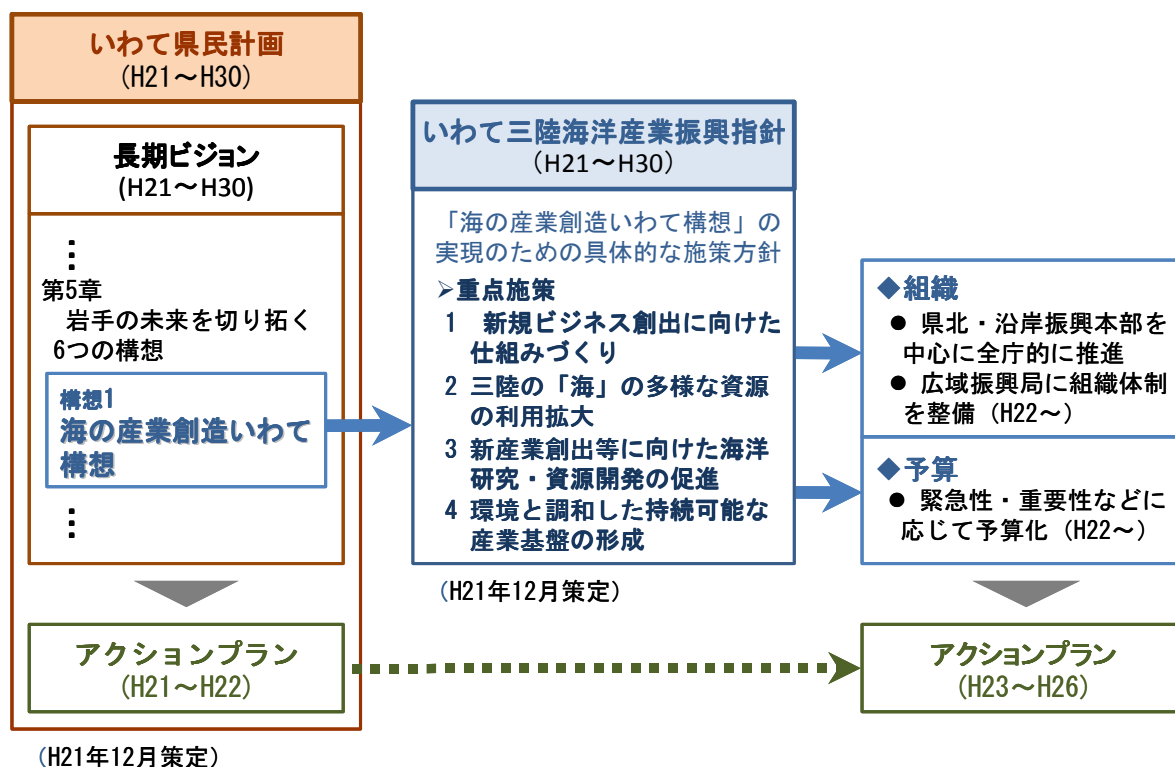 いわて県民計画
(H21~H30)
長期ビジョン
(H21~H30)
⋮
第5章
岩手の未来を切り拓く
6つの構想
構想1
海の産業創造いわて
構想
⋮
アクションプラン
(H21~H22)
(H21年12月策定)
いわて三陸海洋産業振興指針
(H21~H30)
「海の産業創造いわて構想」の
実現のための具体的な施策方針
➢重点施策
1 新規ビジネス創出に向けた
仕組みづくり
2 三陸の「海」の多様な資源
の利用拡大
3 新産業創出等に向けた海洋
研究・資源開発の促進
4 環境と調和した持続可能な
産業基盤の形成
(H21年12月策定)
◆組織
● 県北・沿岸振興本部を
中心に全庁的に推進
● 広域振興局に組織体制
を整備 (H22~)
◆予算
● 緊急性・重要性などに
応じて予算化 (H22~)
アクションプラン
(H23~H26)